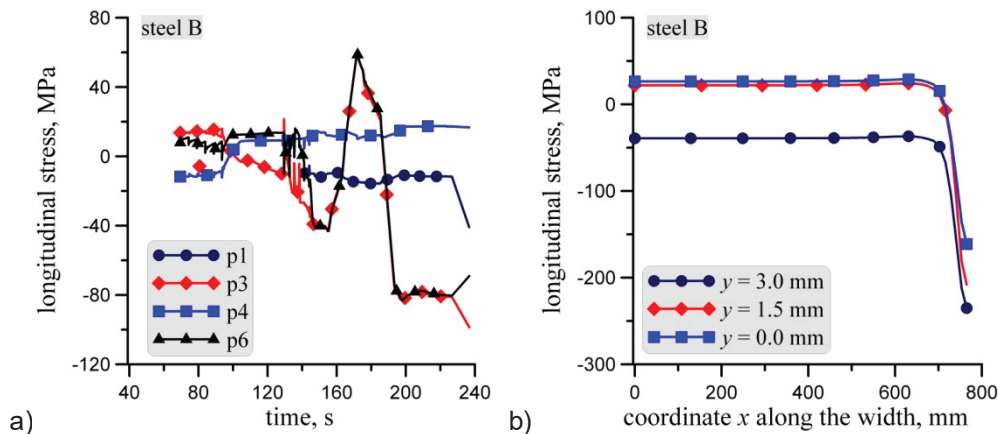 steel B
longitudinal stress, MPa
80
40
0
-40
-80
-120
p1
p3
p4
p6
40 80 120 160 200 240
time, s
a)
steel B
longitudinal stress, MPa
100
0
-100
-200
-300
y = 3.0 mm
y = 1.5 mm
y = 0.0 mm
0 200 400 600 800
coordinate x along the width, mm
b)